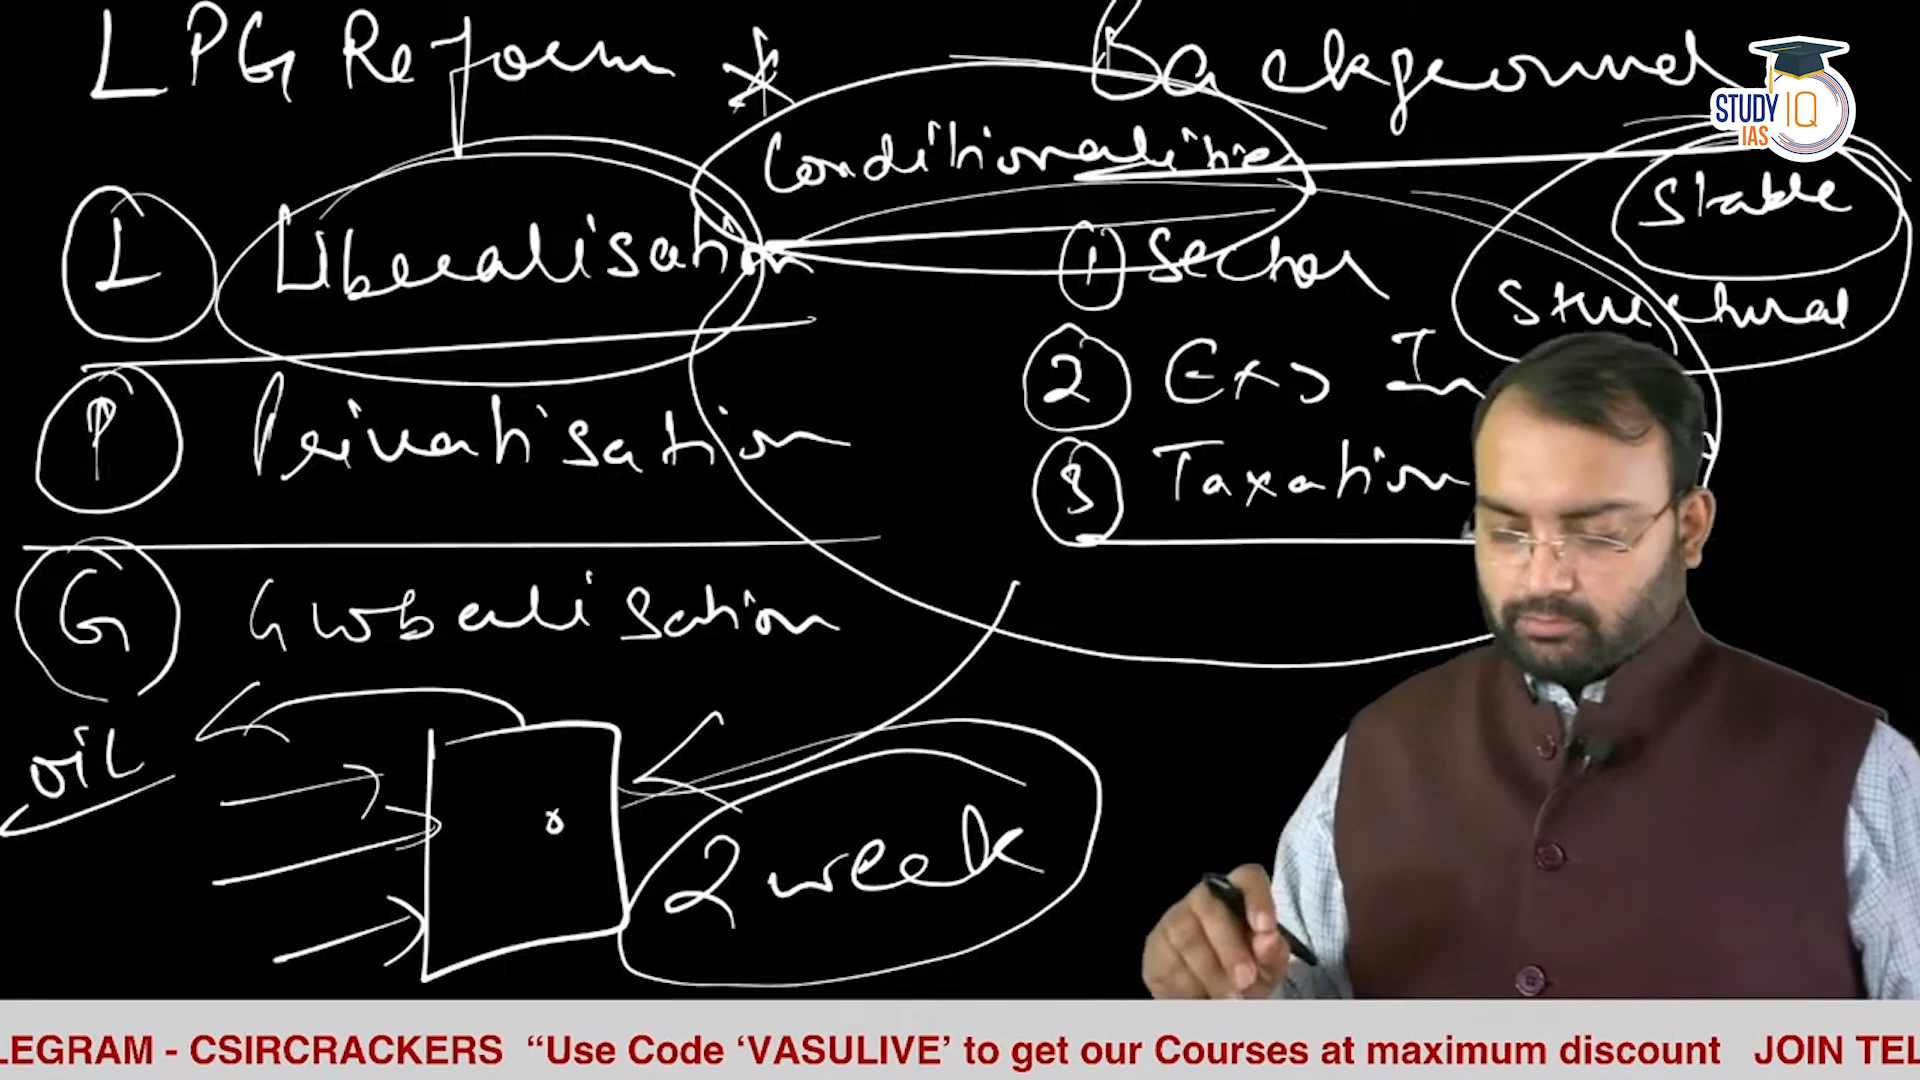 LPG Reform * Background
STUDY IQ
IAS
Conditionalitie
Stable
L Liberalisation
1 Sector
Structural
2 Exs In
P Privatisation
3 Taxation
G Globalisation
oil
2 week
LEGRAM - CSIRCRACKERS “Use Code ‘VASULIVE’ to get our Courses at maximum discount JOIN TEL